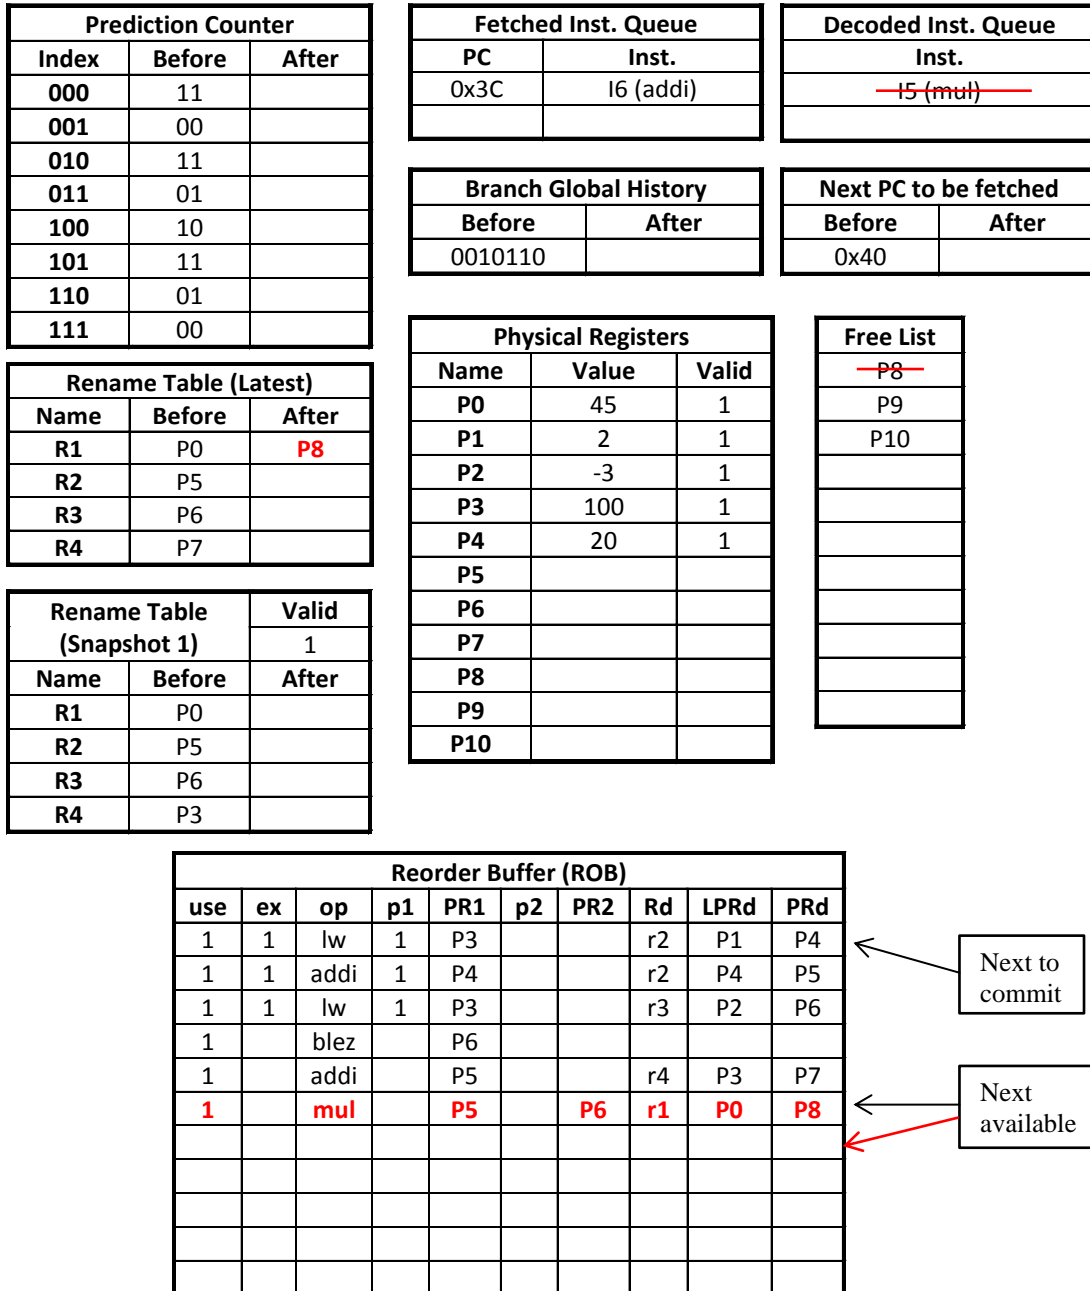 Prediction Counter
Index Before After
000 11
001 00
010 11
011 01
100 10
101 11
110 01
111 00
Fetched Inst. Queue
PC Inst.
0x3C I6 (addi)
Decoded Inst. Queue
Inst.
I5 (mul)
Branch Global History
Before After
0010110
Next PC to be fetched
Before After
0x40
Rename Table (Latest)
Name Before After
R1 P0 P8
R2 P5
R3 P6
R4 P7
Rename Table Valid
(Snapshot 1) 1
Name Before After
R1 P0
R2 P5
R3 P6
R4 P3
Physical Registers
Name Value Valid
P0 45 1
P1 2 1
P2 -3 1
P3 100 1
P4 20 1
P5
P6
P7
P8
P9
P10
Free List
P8
P9
P10
Reorder Buffer (ROB)
use ex op p1 PR1 p2 PR2 Rd LPRd PRd
1 1 lw 1 P3 r2 P1 P4
1 1 addi 1 P4 r2 P4 P5
1 1 lw 1 P3 r3 P2 P6
1 blez P6
1 addi P5 r4 P3 P7
1 mul P5 P6 r1 P0 P8
Next to
commit
Next
available